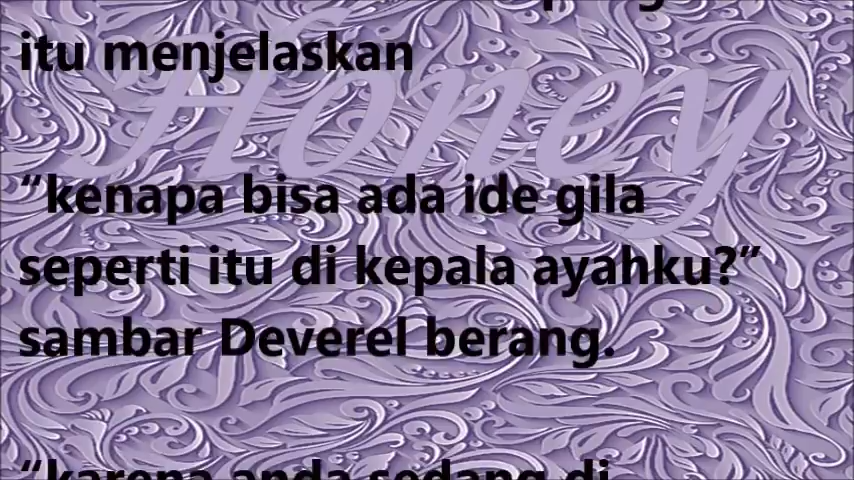 itu menjelaskan
Honey
“kenapa bisa ada ide gila
seperti itu di kepala ayahku?”
sambar Deverel berang.
“karena anda sedang di